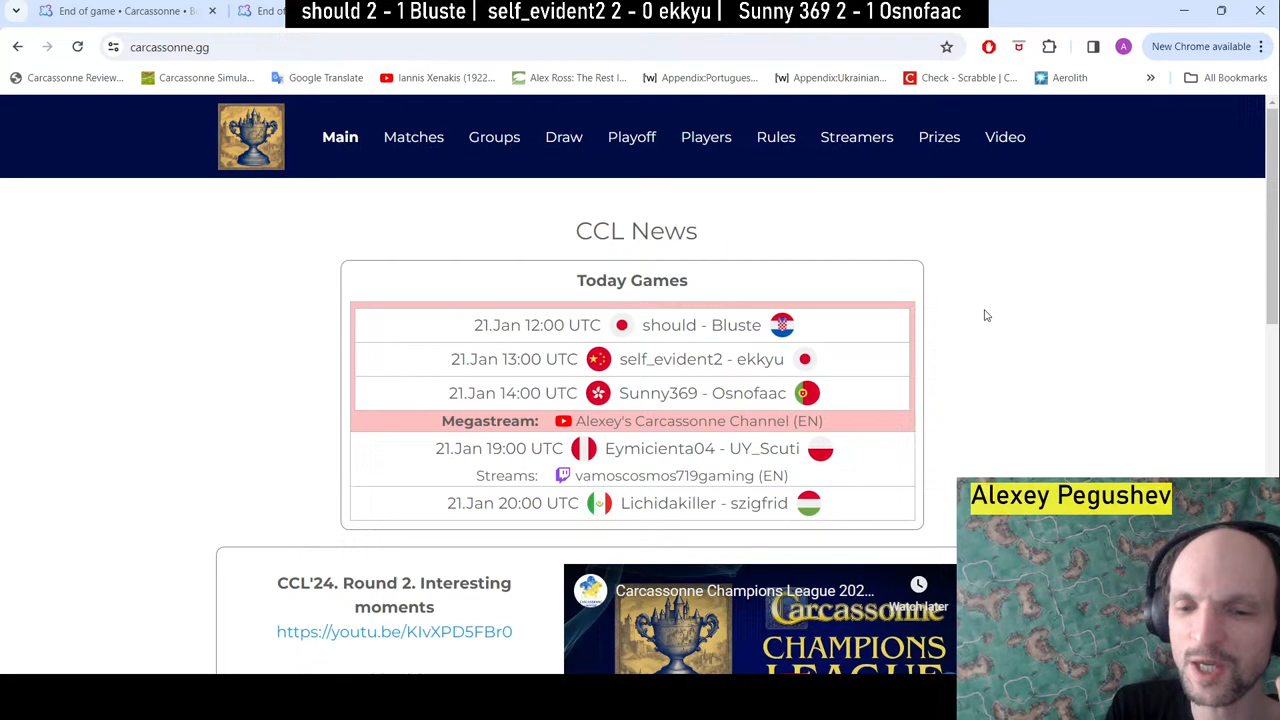 should 2 - 1 Bluste | self_evident2 2 - 0 ekkyu | Sunny 369 2 - 1 Osnofaac
End of game • Carcassonne • B
End of
carcassonne.gg
A
New Chrome available
Carcassonne Review...
Carcassonne Simula...
Google Translate
Iannis Xenakis (1922...
Alex Ross: The Rest I...
[w] Appendix:Portugues...
[w] Appendix:Ukrainian...
Check - Scrabble | C...
Aerolith
»
All Bookmarks
Main Matches Groups Draw Playoff Players Rules Streamers Prizes Video
CCL News
Today Games
21.Jan 12:00 UTC should - Bluste
21.Jan 13:00 UTC self_evident2 - ekkyu
21.Jan 14:00 UTC Sunny369 - Osnofaac
Megastream: Alexey's Carcassonne Channel (EN)
21.Jan 19:00 UTC Eymicienta04 - UY_Scuti
Streams: vamoscosmos719gaming (EN)
21.Jan 20:00 UTC Lichidakiller - szigfrid
Alexey Pegushev
CCL'24. Round 2. Interesting
moments
https://youtu.be/KIvXPD5FBr0
Carcassonne Champions League 202...
Watch later
Carcassonne
CHAMPIONS
LEAGUE